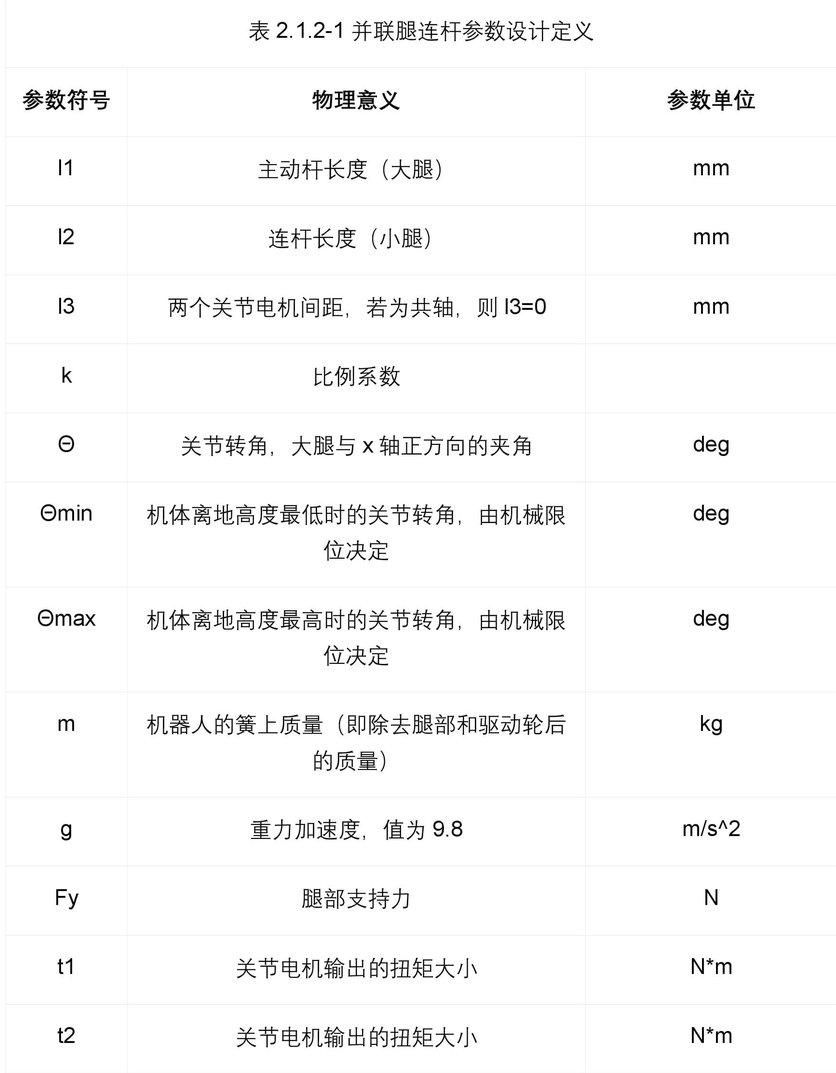 表 2.1.2-1 并联腿连杆参数设计定义
参数符号 物理意义 参数单位
l1 主动杆长度（大腿） mm
l2 连杆长度（小腿） mm
l3 两个关节电机间距，若为共轴，则 l3=0 mm
k 比例系数
Θ 关节转角，大腿与 x 轴正方向的夹角 deg
Θmin 机体离地高度最低时的关节转角，由机械限 deg
位决定
Θmax 机体离地高度最高时的关节转角，由机械限 deg
位决定
m 机器人的簧上质量（即除去腿部和驱动轮后 kg
的质量）
g 重力加速度，值为 9.8 m/s^2
Fy 腿部支持力 N
t1 关节电机输出的扭矩大小 N*m
t2 关节电机输出的扭矩大小 N*m